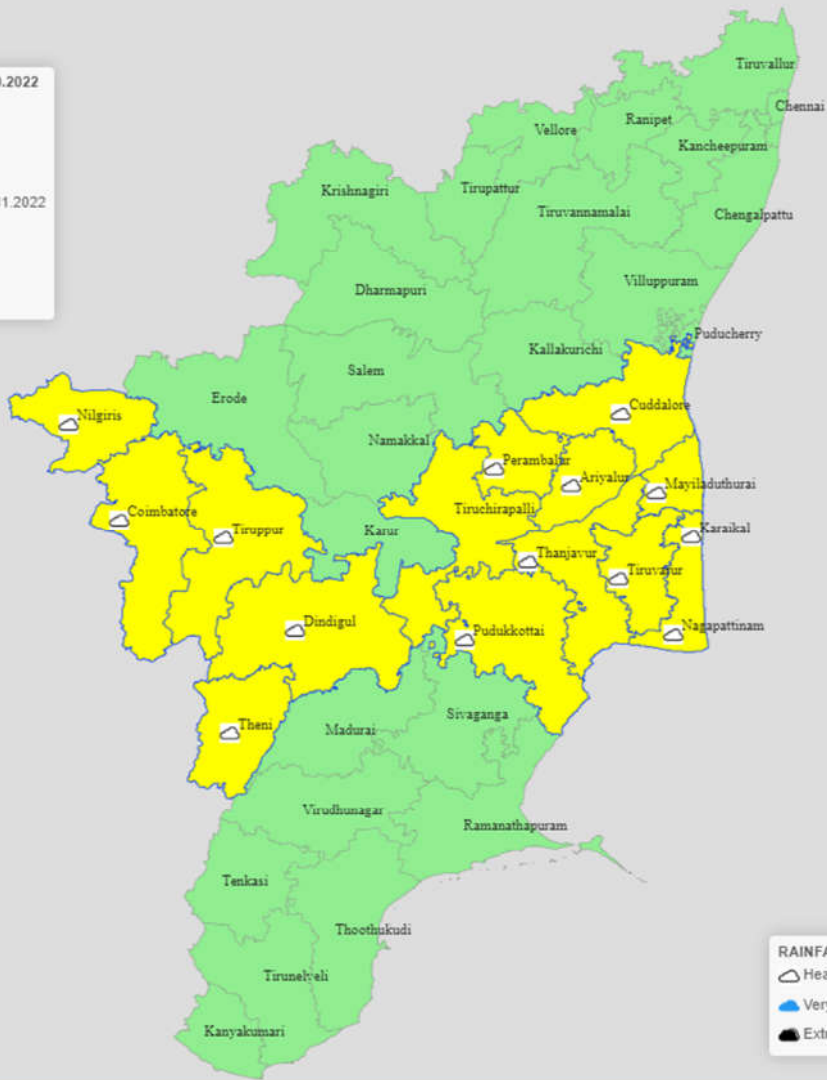 .2022
Tiruvallur
Chennai
Ranipet
Vellore
Kancheepuram
Krishnagiri
Tirupattur
Tiruvannamalai
1.2022
Chengalpattu
Villuppuram
Dharmapuri
Puducherry
Kallakurichi
Salem
Erode
Cuddalore
Nilgiris
Namakkal
Perambalur
Ariyalur
Mayiladuthurai
Tiruchirapalli
Coimbatore
Tiruppur
Karur
Karaikal
Thanjavur
Tiruvarur
Dindigul
Nagapattinam
Pudukkottai
Sivaganga
Theni
Madurai
Virudhunagar
Ramanathapuram
Tenkasi
Thoothukudi
Tirunelveli
Kanyakumari
RAINFA
Hea
Very
Extr